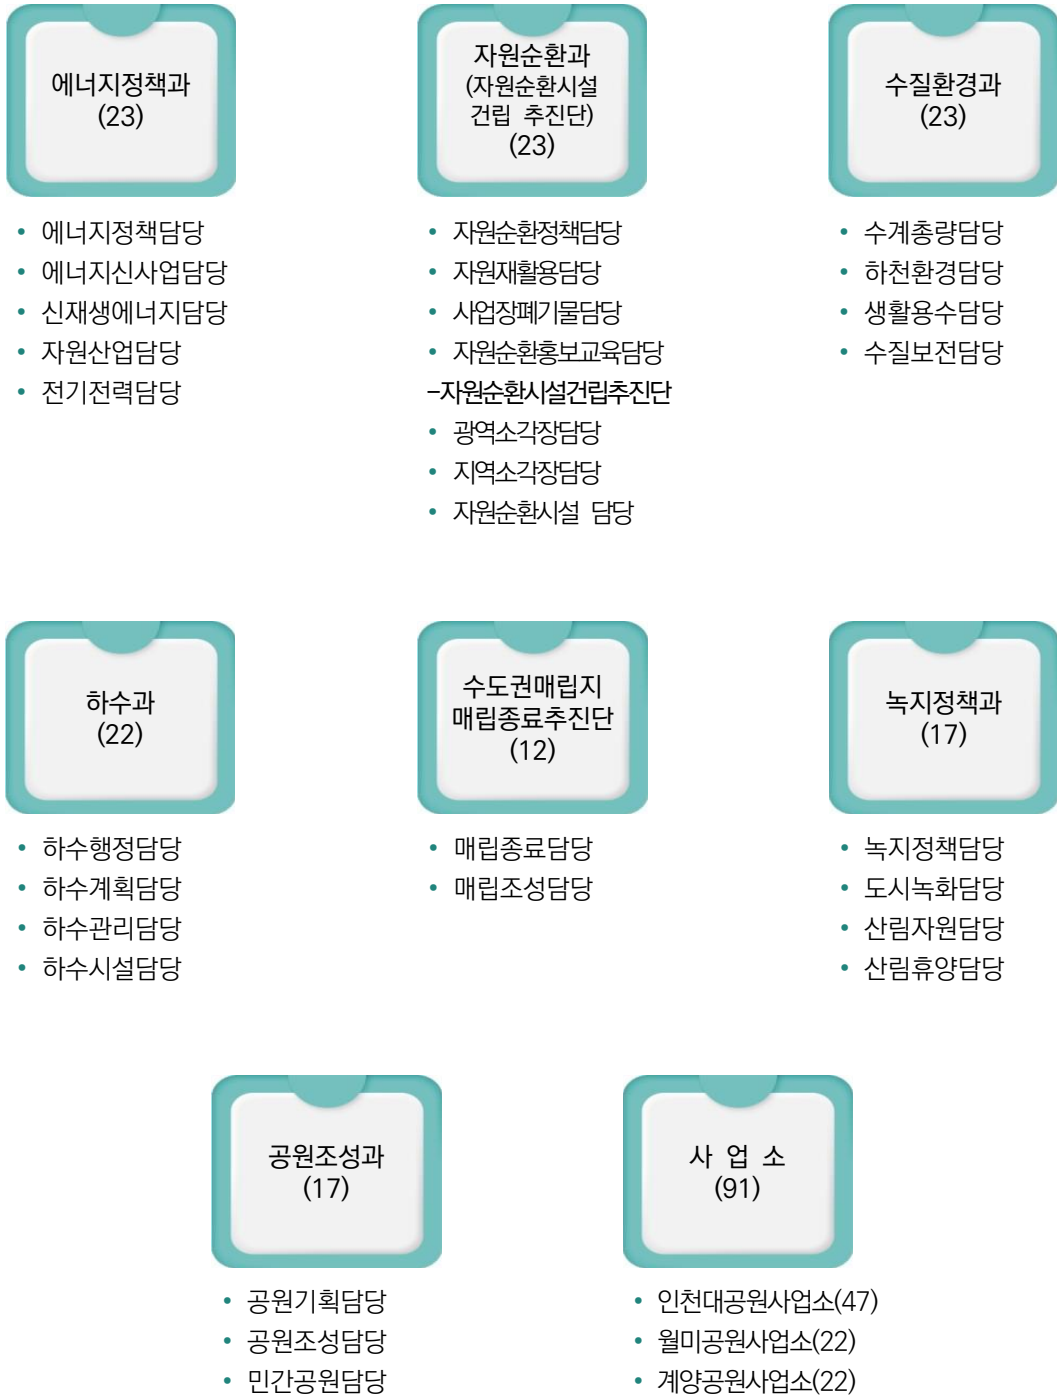 에너지정책과
(23)
• 에너지정책담당
• 에너지신사업담당
• 신재생에너지담당
• 자원산업담당
• 전기전력담당
자원순환과
(자원순환시설
건립 추진단)
(23)
• 자원순환정책담당
• 자원재활용담당
• 사업장폐기물담당
• 자원순환홍보교육담당
-자원순환시설건립추진단
• 광역소각장담당
• 지역소각장담당
• 자원순환시설 담당
수질환경과
(23)
• 수계총량담당
• 하천환경담당
• 생활용수담당
• 수질보전담당
하수과
(22)
• 하수행정담당
• 하수계획담당
• 하수관리담당
• 하수시설담당
수도권매립지
매립종료추진단
(12)
• 매립종료담당
• 매립조성담당
녹지정책과
(17)
• 녹지정책담당
• 도시녹화담당
• 산림자원담당
• 산림휴양담당
공원조성과
(17)
• 공원기획담당
• 공원조성담당
• 민간공원담당
사 업 소
(91)
• 인천대공원사업소(47)
• 월미공원사업소(22)
• 계양공원사업소(22)